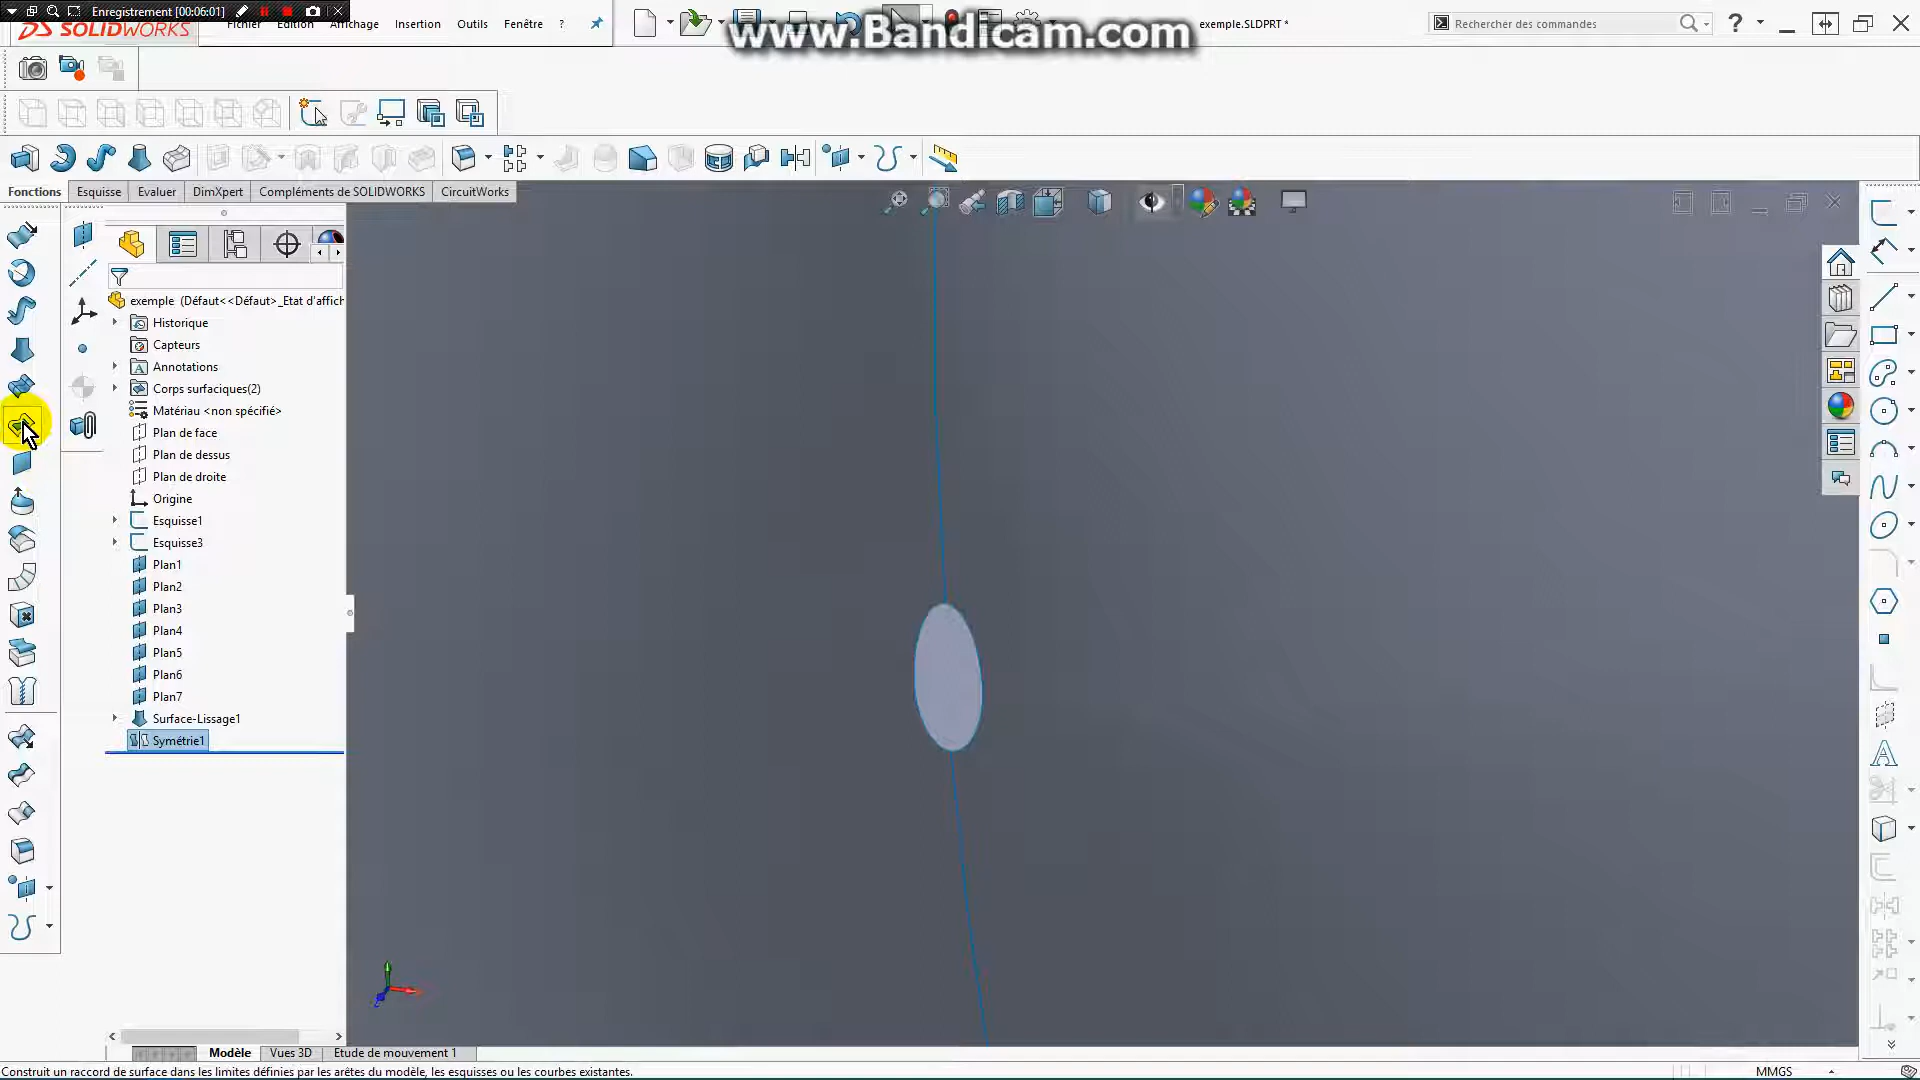 Enregistrement [00:06:01]
SOLIDWORKS
Fichier Edition Affichage Insertion Outils Fenêtre ?
exemple.SLDPRT *
Rechercher des commandes
www.Bandicam.com
Fonctions Esquisse Evaluer DimXpert Compléments de SOLIDWORKS CircuitWorks
exemple (Défaut<<Défaut>_Etat d'affich
Historique
Capteurs
Annotations
Corps surfaciques(2)
Matériau <non spécifié>
Plan de face
Plan de dessus
Plan de droite
Origine
Esquisse1
Esquisse3
Plan1
Plan2
Plan3
Plan4
Plan5
Plan6
Plan7
Surface-Lissage1
Symétrie1
Modèle Vues 3D Etude de mouvement 1
Construit un raccord de surface dans les limites définies par les arêtes du modèle, les esquisses ou les courbes existantes.
MMGS